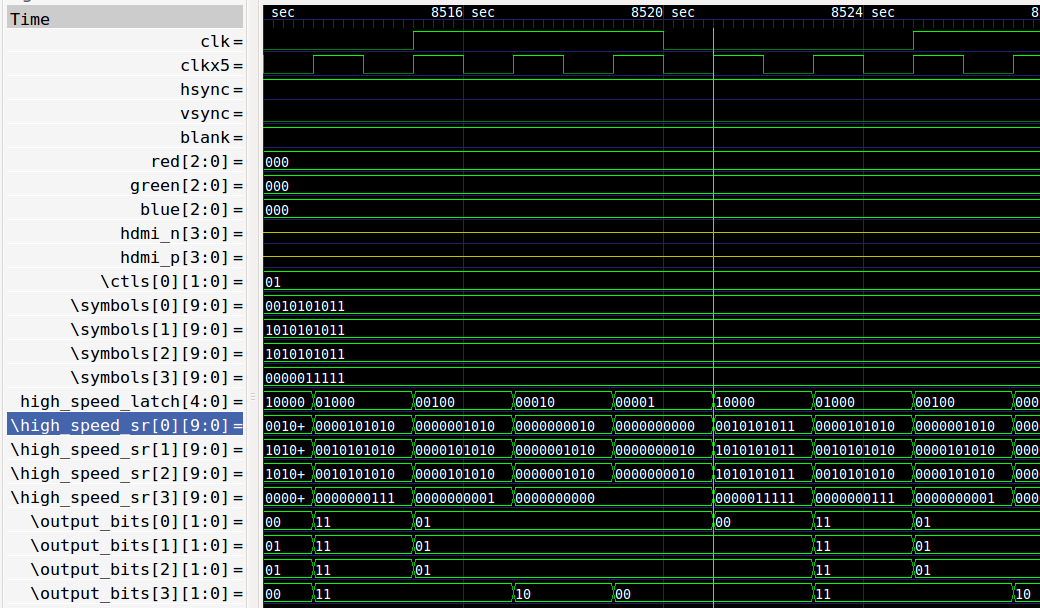 sec 8516 sec 8520 sec 8524 sec 8
Time
clk=
clkx5=
hsync=
vsync=
blank=
red[2:0]= 000
green[2:0]= 000
blue[2:0]= 000
hdmi_n[3:0]=
hdmi_p[3:0]=
\ctls[0][1:0]= 01
\symbols[0][9:0]= 0010101011
\symbols[1][9:0]= 1010101011
\symbols[2][9:0]= 1010101011
\symbols[3][9:0]= 0000011111
high_speed_latch[4:0]= 10000 01000 00100 00010 00001 10000 01000 00100 000
\high_speed_sr[0][9:0]= 0010+ 0000101010 0000001010 0000000010 0000000000 0010101011 0000101010 0000001010 000
\high_speed_sr[1][9:0]= 1010+ 0010101010 0000101010 0000001010 0000000010 1010101011 0010101010 0000101010 000
\high_speed_sr[2][9:0]= 1010+ 0010101010 0000101010 0000001010 0000000010 1010101011 0010101010 0000101010 000
\high_speed_sr[3][9:0]= 0000+ 0000000111 0000000001 0000000000 0000011111 0000000111 0000000001 000
\output_bits[0][1:0]= 00 11 01 00 11 01
\output_bits[1][1:0]= 01 11 01 11 01
\output_bits[2][1:0]= 01 11 01 11 01
\output_bits[3][1:0]= 00 11 10 00 11 10